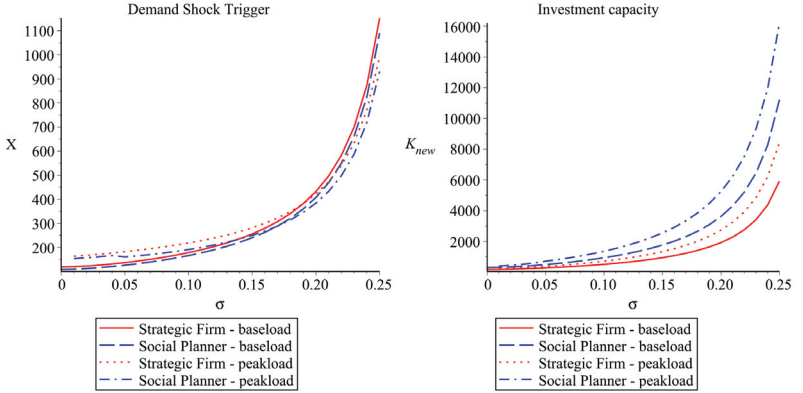 Demand Shock Trigger
1100
1000
900
800
700
X
600
500
400
300
200
0
0.05
0.10
0.15
0.20
0.25
σ
Strategic Firm - baseload
Social Planner - baseload
Strategic Firm - peakload
Social Planner - peakload
Investment capacity
16000
14000
12000
10000
K_new
8000
6000
4000
2000
0
0.05
0.10
0.15
0.20
0.25
σ
Strategic Firm - baseload
Social Planner - baseload
Strategic Firm - peakload
Social Planner - peakload